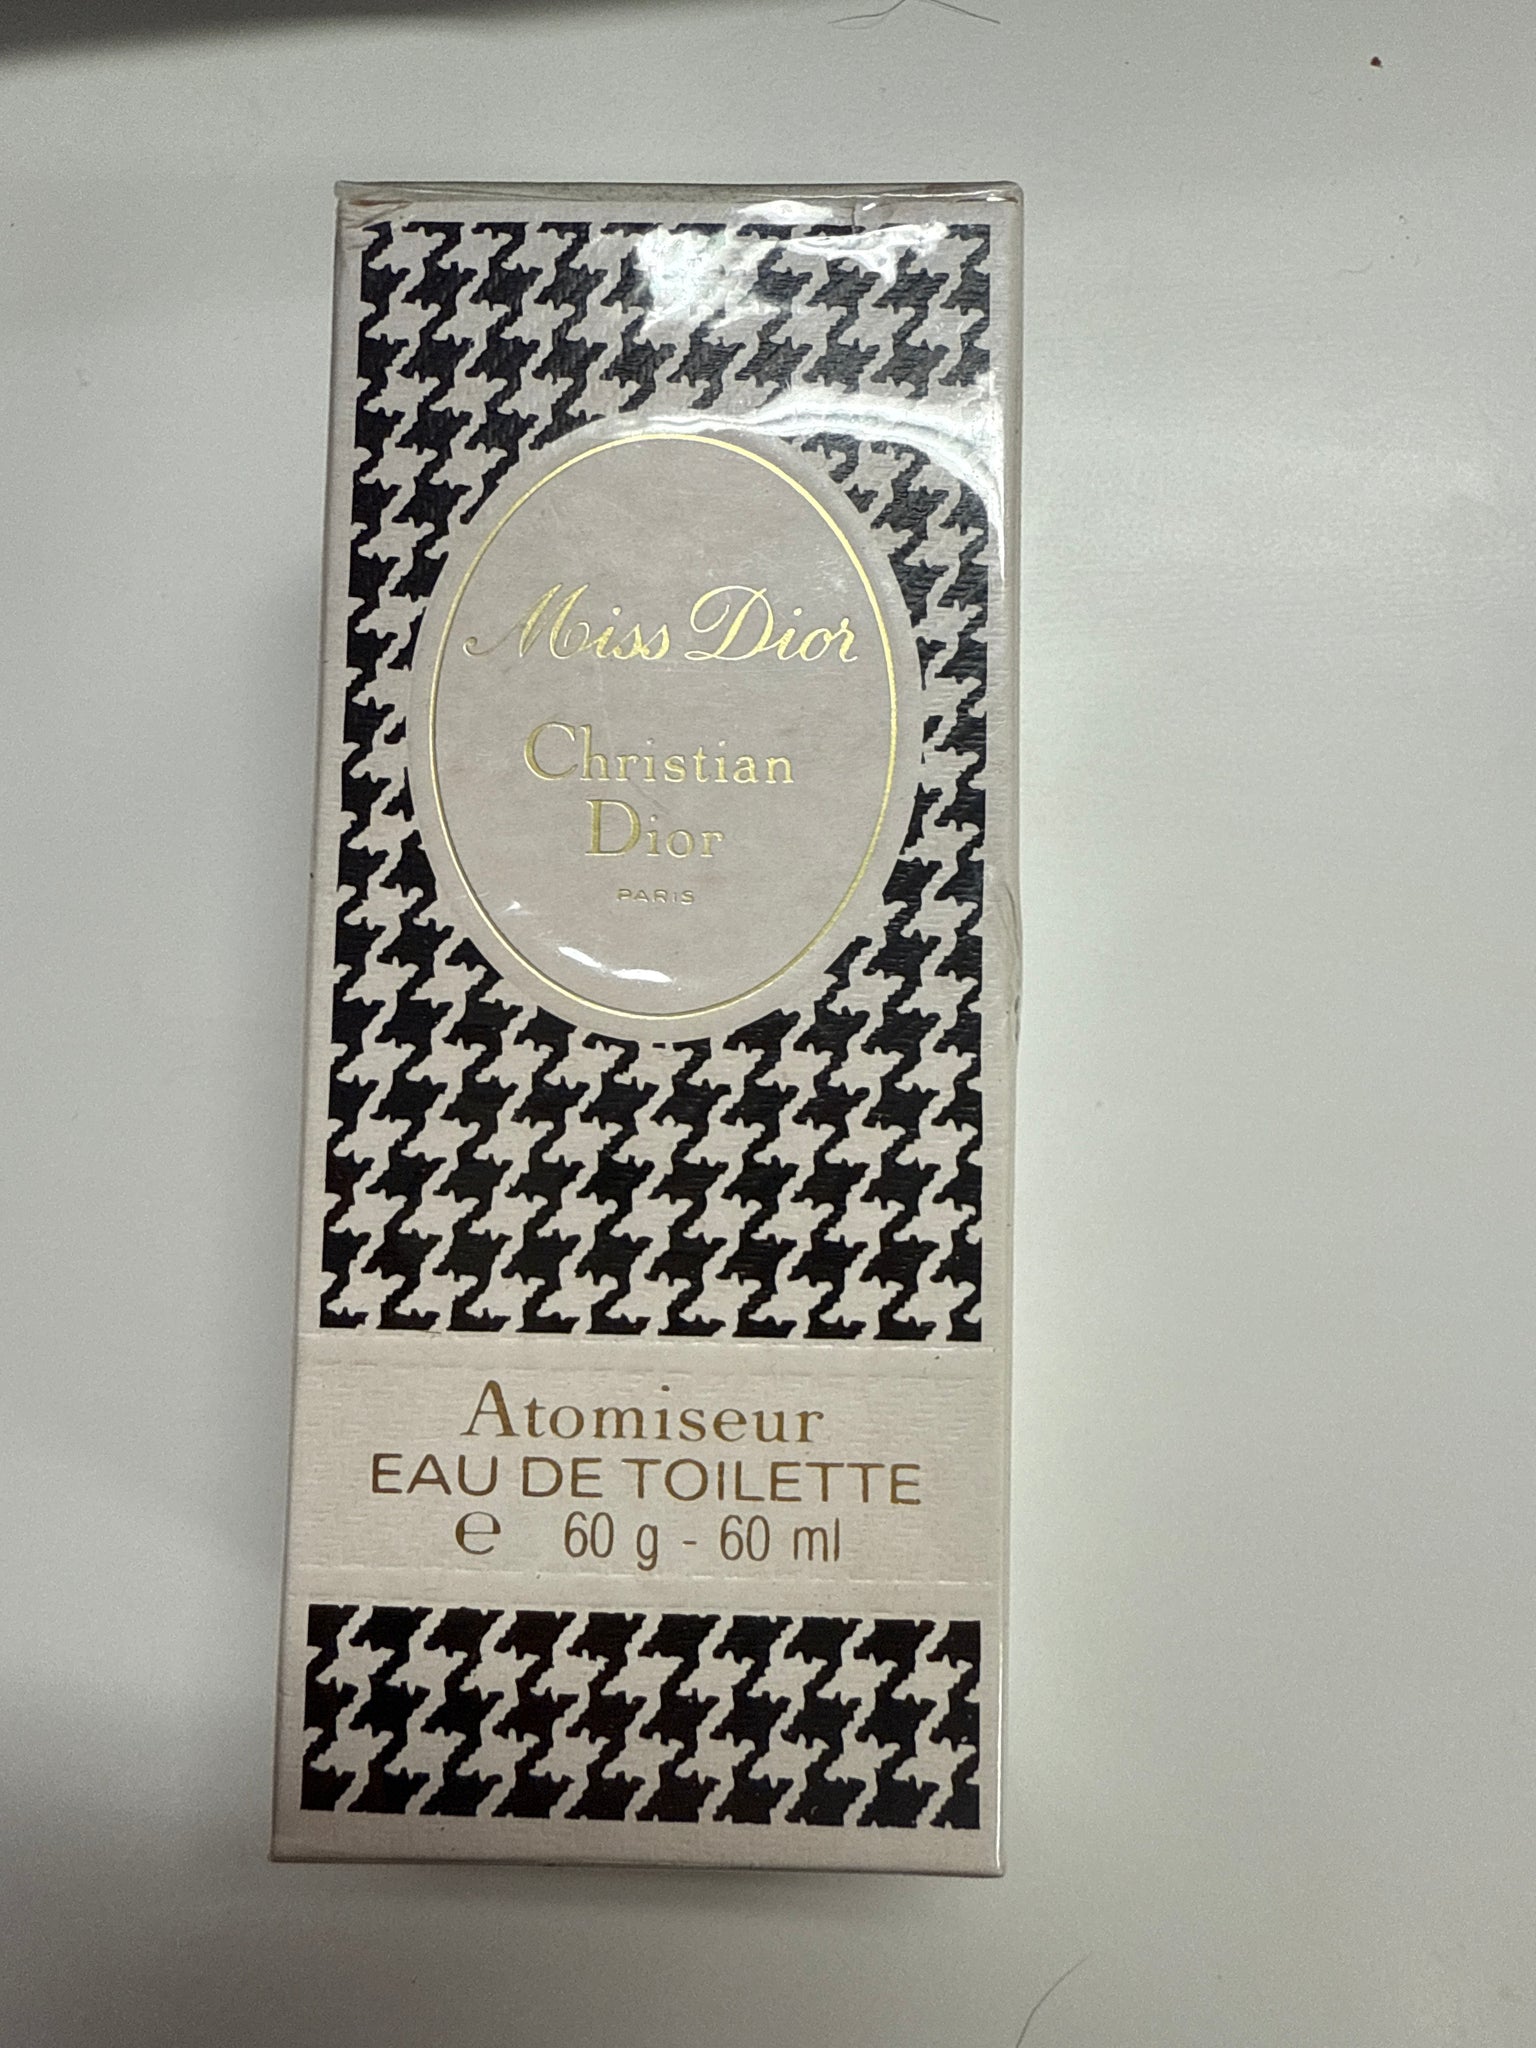 Miss Dior
Christian
Dior
PARIS
Atomiseur
EAU DE TOILETTE
℮ 60 g - 60 ml